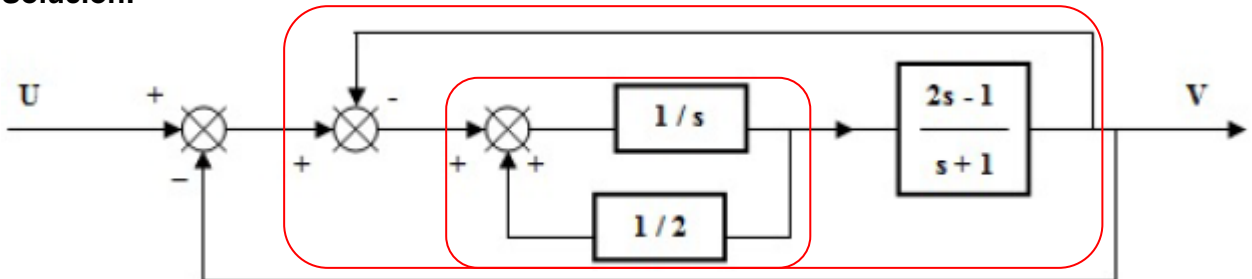 Solución:
U + - 1 / s 2s - 1 V
+ + + s + 1
− 1 / 2